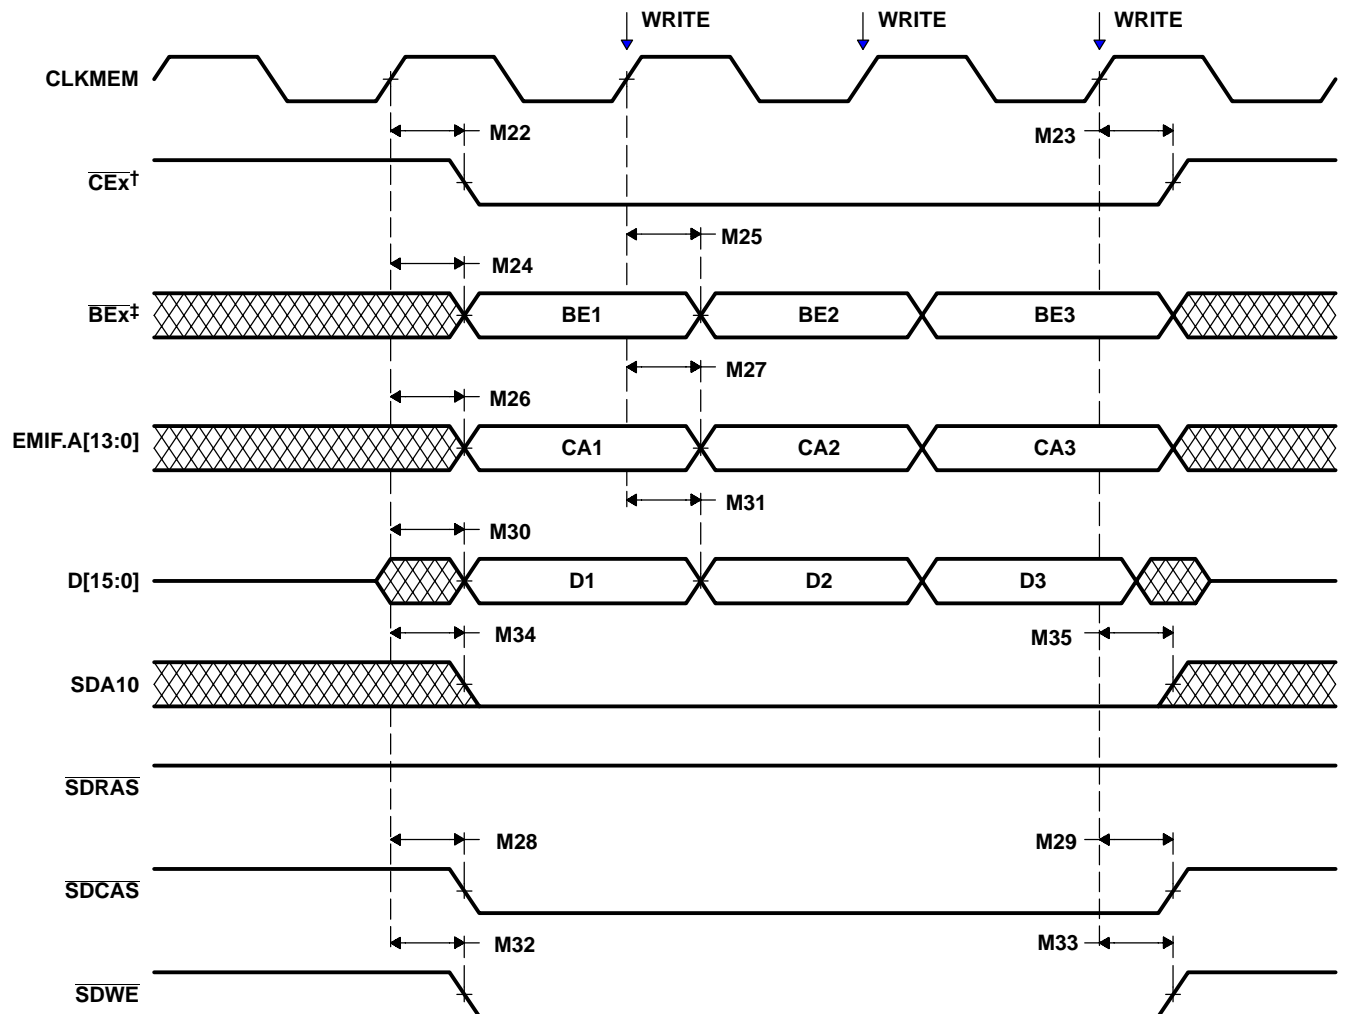 WRITE WRITE WRITE
CLKMEM
M22 M23
CEx†
M25
M24
BEx‡ BE1 BE2 BE3
M27
M26
EMIF.A[13:0] CA1 CA2 CA3
M31
M30
D[15:0] D1 D2 D3
M34 M35
SDA10
SDRAS
M28 M29
SDCAS
M32 M33
SDWE